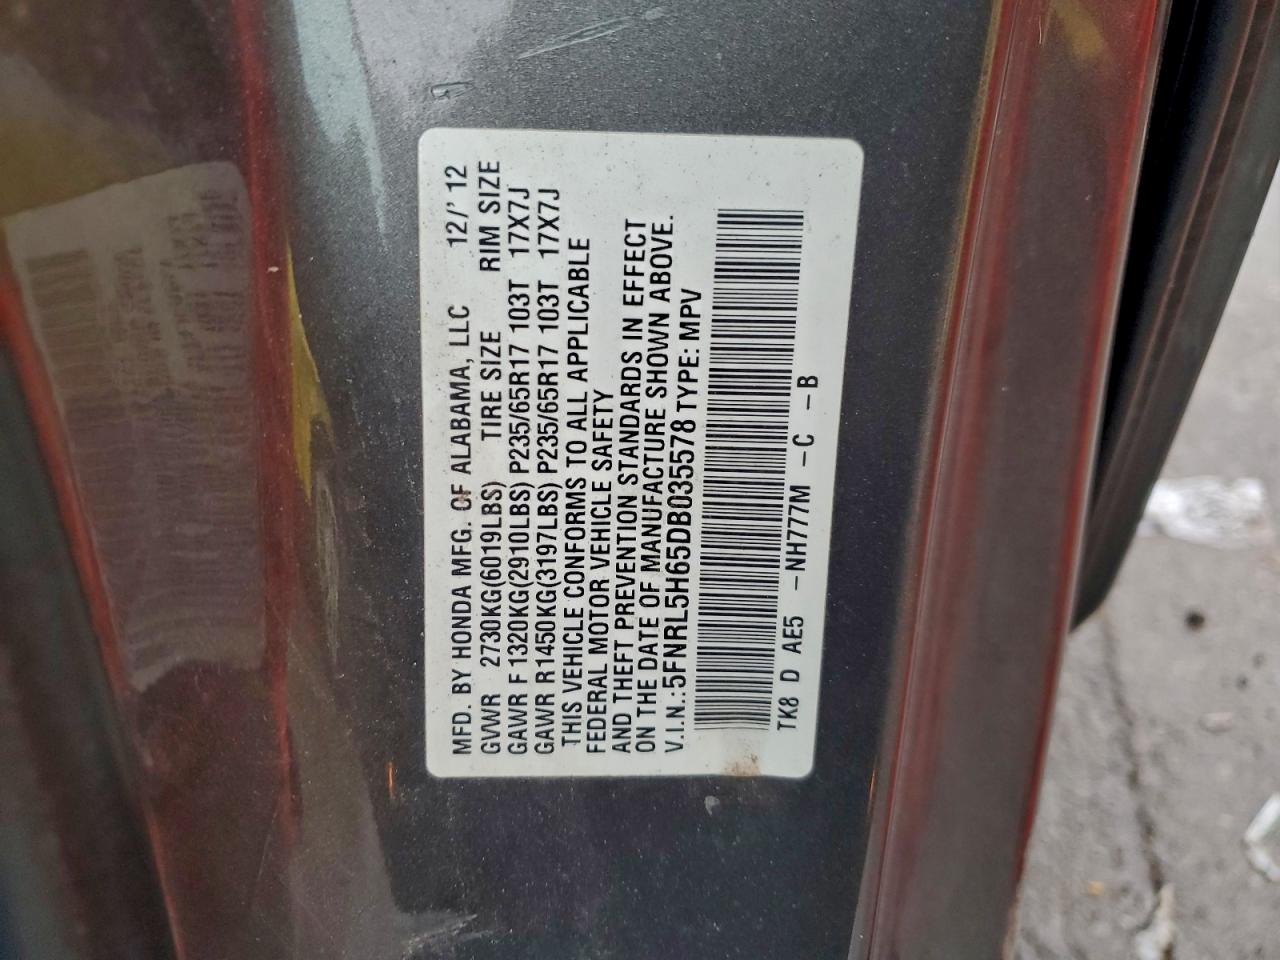 MFD. BY HONDA MFG. OF ALABAMA, LLC 12/'12
GVWR 2730KG(6019LBS) TIRE SIZE RIM SIZE
GAWR F 1320KG(2910LBS) P235/65R17 103T 17X7J
GAWR R 1450KG(3197LBS) P235/65R17 103T 17X7J
THIS VEHICLE CONFORMS TO ALL APPLICABLE
FEDERAL MOTOR VEHICLE SAFETY
AND THEFT PREVENTION STANDARDS IN EFFECT
ON THE DATE OF MANUFACTURE SHOWN ABOVE.
V.I.N.:5FNRL5H65DB035578 TYPE: MPV
TK8 D AE5 -NH777M -C -B